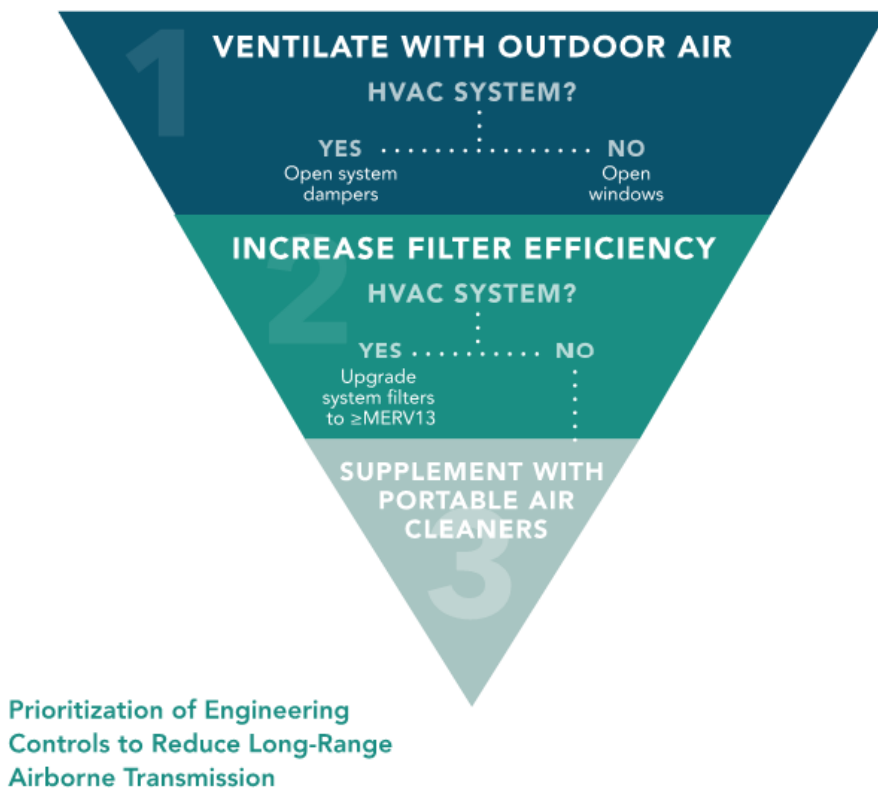 1
VENTILATE WITH OUTDOOR AIR
HVAC SYSTEM?
YES NO
Open system
dampers
Open
windows
2
INCREASE FILTER EFFICIENCY
HVAC SYSTEM?
YES NO
Upgrade
system filters
to ≥MERV13
3
SUPPLEMENT WITH
PORTABLE AIR
CLEANERS
Prioritization of Engineering
Controls to Reduce Long-Range
Airborne Transmission